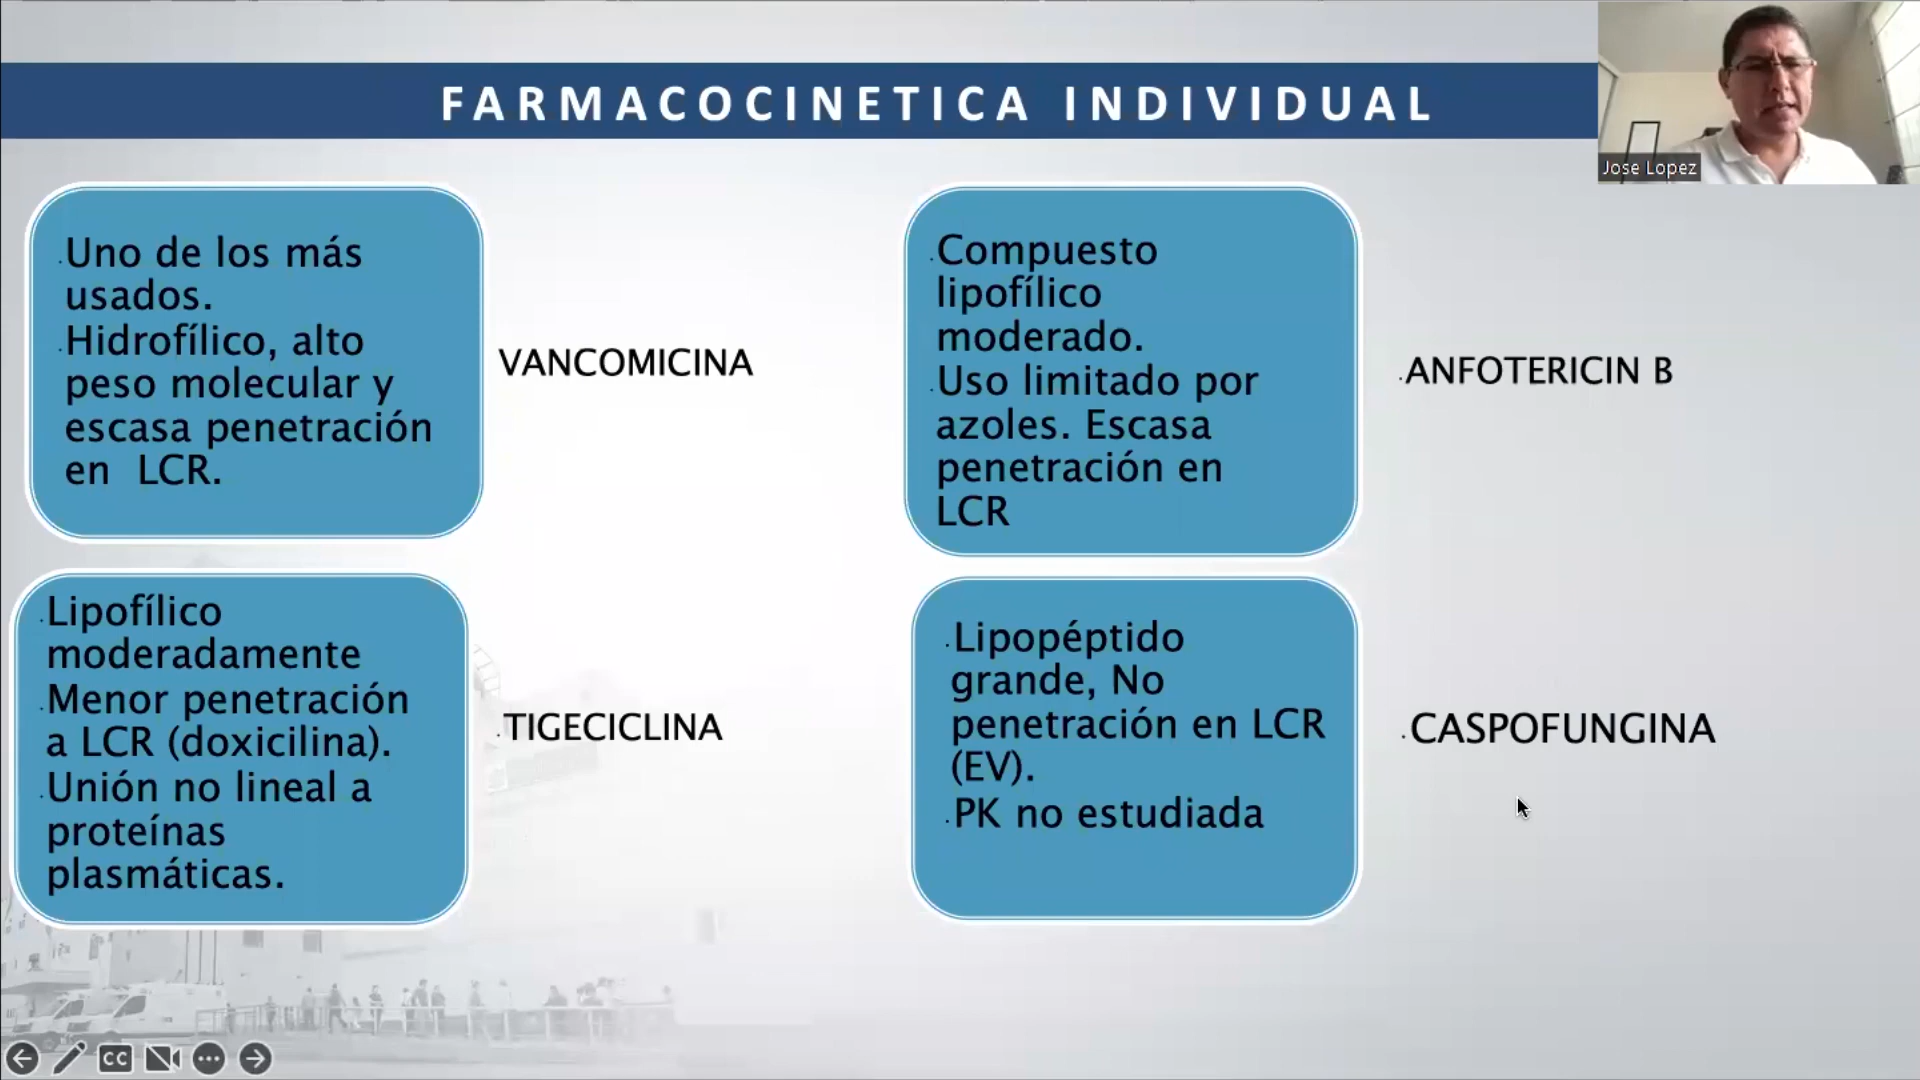 FARMACOCINETICA INDIVIDUAL
Jose Lopez
Uno de los más
usados.
Hidrofílico, alto
peso molecular y
escasa penetración
en LCR.
VANCOMICINA
Compuesto
lipofílico
moderado.
Uso limitado por
azoles. Escasa
penetración en
LCR
ANFOTERICIN B
Lipofílico
moderadamente
Menor penetración
a LCR (doxicilina).
Unión no lineal a
proteínas
plasmáticas.
TIGECICLINA
Lipopéptido
grande, No
penetración en LCR
(EV).
PK no estudiada
CASPOFUNGINA
CC